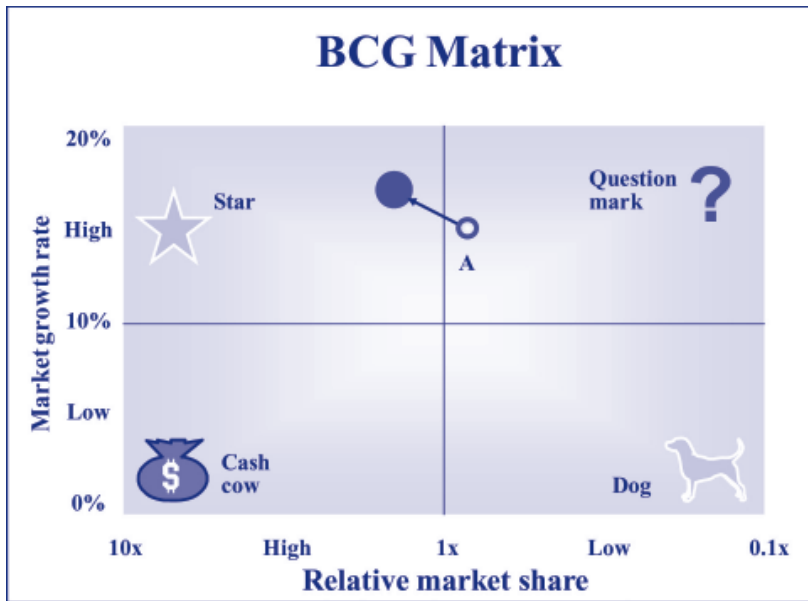 BCG Matrix
20%
Star
Question
mark
?
High
A
Market growth rate
10%
Low
Cash
cow
$
Dog
0%
10x
High
1x
Low
0.1x
Relative market share